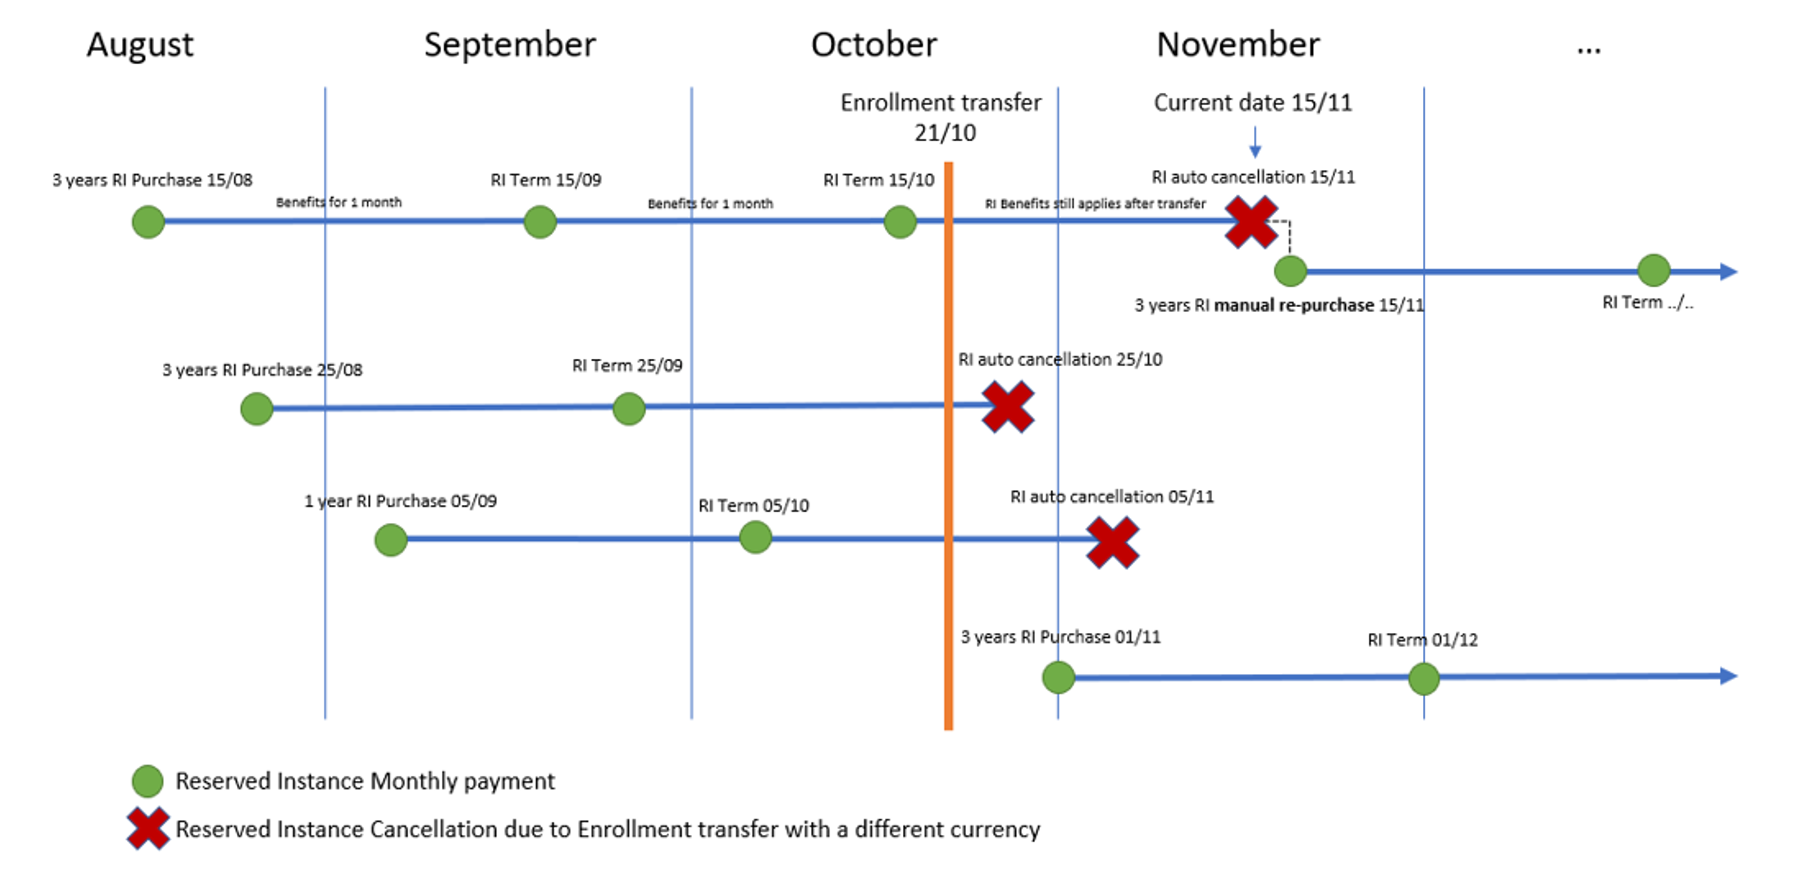 August
September
October
November
...
Enrollment transfer
21/10
Current date 15/11
3 years RI Purchase 15/08
RI Term 15/09
RI Term 15/10
RI auto cancellation 15/11
Benefits for 1 month
Benefits for 1 month
RI Benefits still applies after transfer
3 years RI manual re-purchase 15/11
RI Term ../..
3 years RI Purchase 25/08
RI Term 25/09
RI auto cancellation 25/10
1 year RI Purchase 05/09
RI Term 05/10
RI auto cancellation 05/11
3 years RI Purchase 01/11
RI Term 01/12
Reserved Instance Monthly payment
Reserved Instance Cancellation due to Enrollment transfer with a different currency